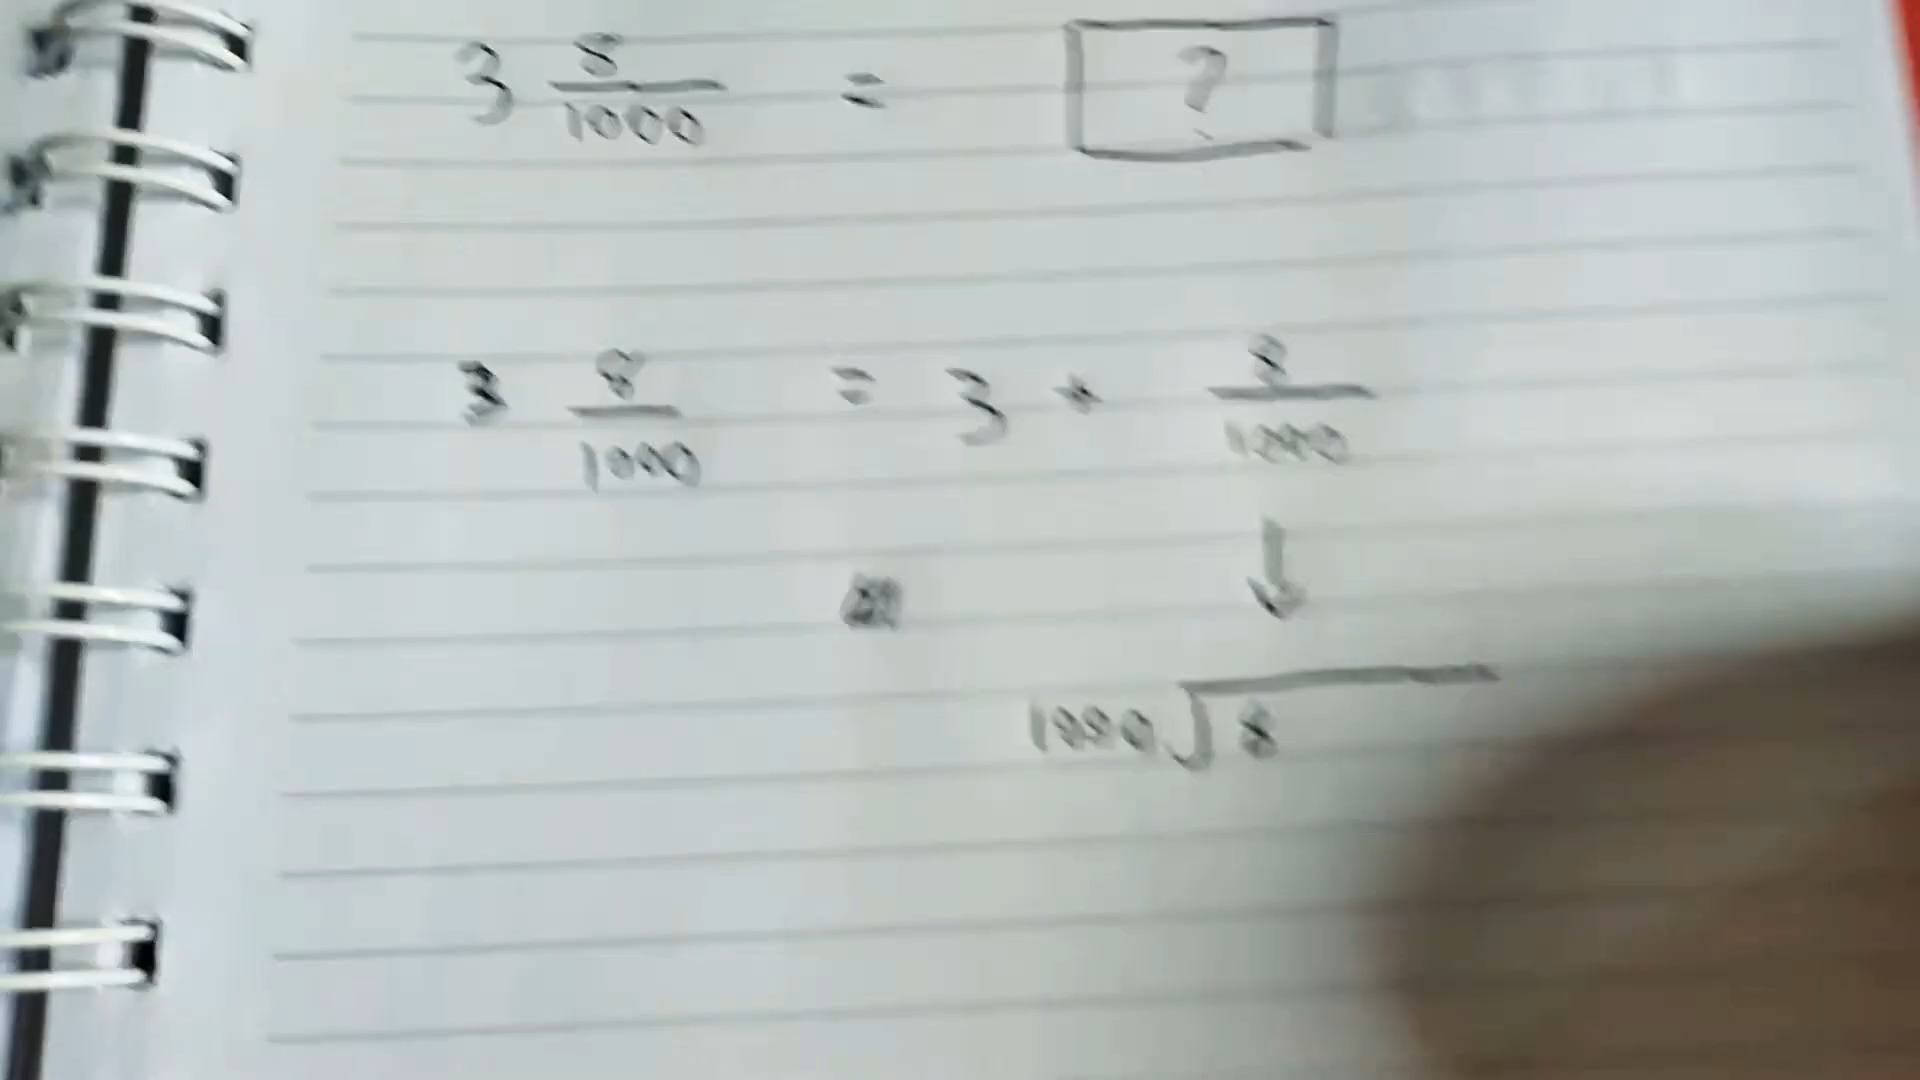 3 8/1000 = ?
3 8/1000 = 3 + 8/1000
↓
1000)8